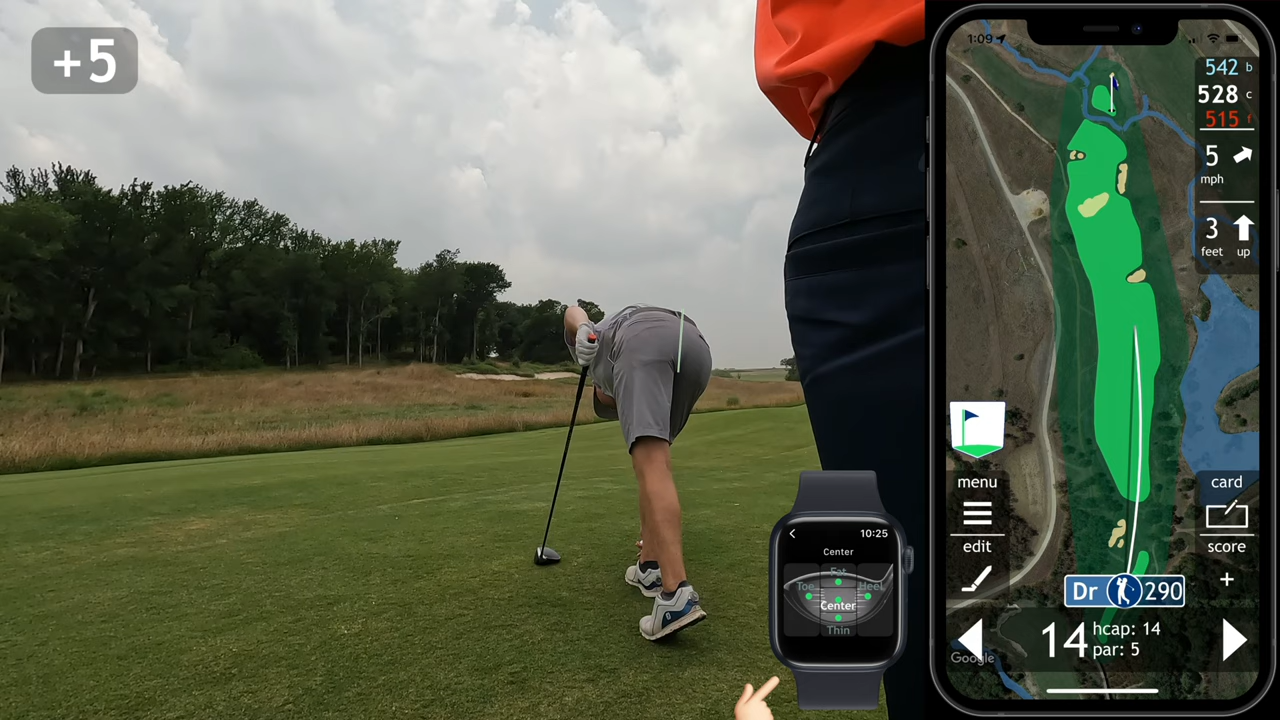 +5
1:09
542 b
528 c
515 f
5
mph
3
feet up
menu
edit
card
score
+
Dr 290
14
hcap: 14
par: 5
Google
10:25
Center
Fat
Toe
Heel
Center
Thin